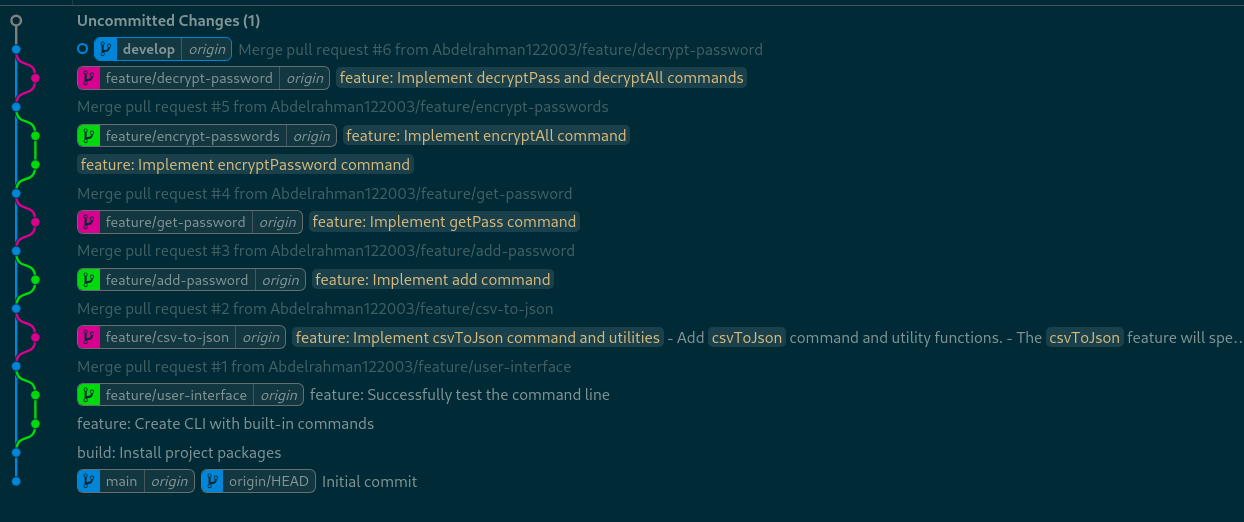 Uncommitted Changes (1)
develop origin Merge pull request #6 from Abdelrahman122003/feature/decrypt-password
feature/decrypt-password origin feature: Implement decryptPass and decryptAll commands
Merge pull request #5 from Abdelrahman122003/feature/encrypt-passwords
feature/encrypt-passwords origin feature: Implement encryptAll command
feature: Implement encryptPassword command
Merge pull request #4 from Abdelrahman122003/feature/get-password
feature/get-password origin feature: Implement getPass command
Merge pull request #3 from Abdelrahman122003/feature/add-password
feature/add-password origin feature: Implement add command
Merge pull request #2 from Abdelrahman122003/feature/csv-to-json
feature/csv-to-json origin feature: Implement csvToJson command and utilities - Add csvToJson command and utility functions. - The csvToJson feature will spe…
Merge pull request #1 from Abdelrahman122003/feature/user-interface
feature/user-interface origin feature: Successfully test the command line
feature: Create CLI with built-in commands
build: Install project packages
main origin origin/HEAD Initial commit